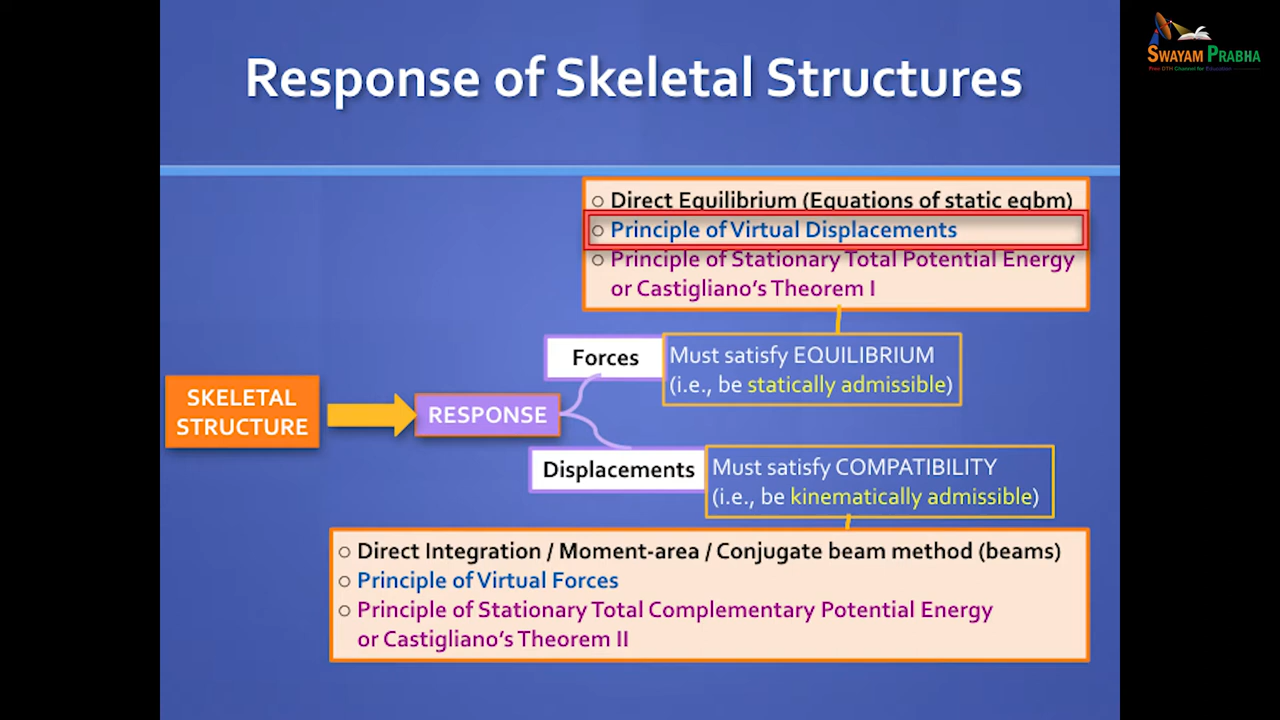 Response of Skeletal Structures
SWAYAM PRABHA
○ Direct Equilibrium (Equations of static eqbm)
○ Principle of Virtual Displacements
○ Principle of Stationary Total Potential Energy
or Castigliano's Theorem I
Forces
Must satisfy EQUILIBRIUM
(i.e., be statically admissible)
SKELETAL
STRUCTURE
RESPONSE
Displacements
Must satisfy COMPATIBILITY
(i.e., be kinematically admissible)
○ Direct Integration / Moment-area / Conjugate beam method (beams)
○ Principle of Virtual Forces
○ Principle of Stationary Total Complementary Potential Energy
or Castigliano's Theorem II